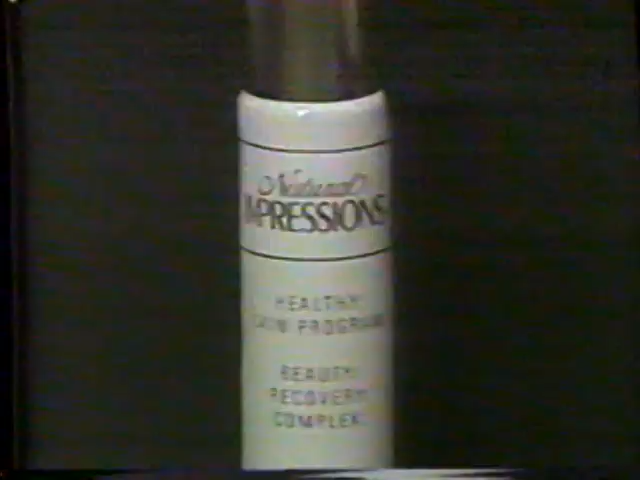 Natural
IMPRESSIONS
HEALTHY
SKIN PROGRAM
BEAUTY
RECOVERY
COMPLEX